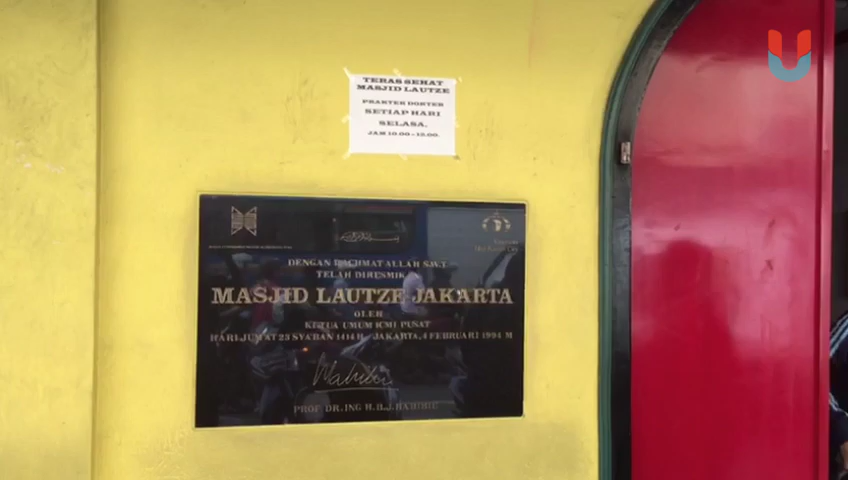 TERAS SEHAT
MASJID LAUTZE
PRAKTEK DOKTER
SETIAP HARI
SELASA.
JAM 10.00 - 12.00.
DENGAN RACHMAT ALLAH S.W.T
TELAH DIRESMIK
MASJID LAUTZE JAKARTA
OLEH
KETUA UMUM ICMI PUSAT
HARI JUM'AT 23 SYA'BAN 1414 H. JAKARTA, 4 FEBRUARI 1994 M
PROF. DR. ING H. B. J. HABIBIE